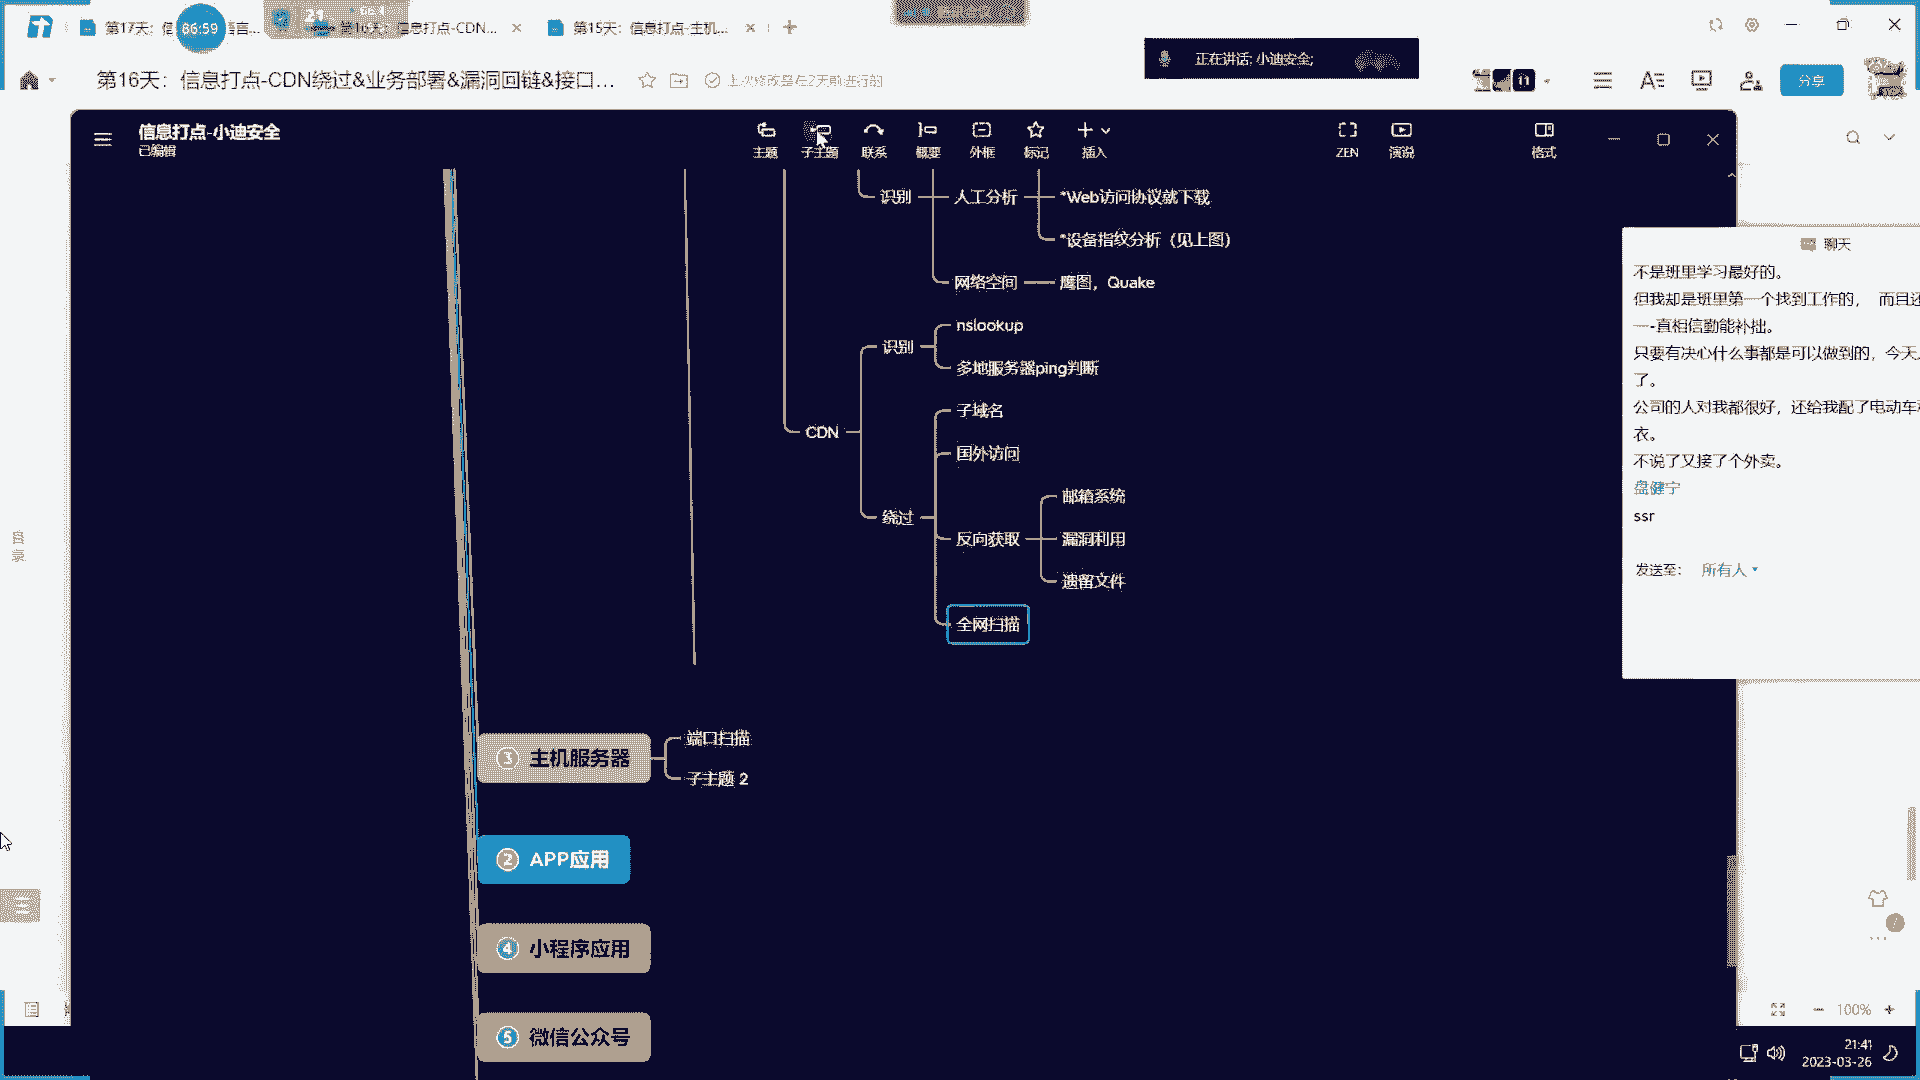 第17天：信
言...
86:59
第16天：信息打点-CDN...
第15天：信息打点-主机...
第16天：信息打点-CDN绕过&业务部署&漏洞回链&接口...
上次修改是在2天前进行的
正在讲话: 小迪安全;
分享
信息打点-小迪安全
已编辑
主题
子主题
联系
概要
外框
标记
插入
ZEN
演说
格式
识别
人工分析
*Web访问协议就下载
*设备指纹分析（见上图）
网络空间
鹰图，Quake
CDN
识别
nslookup
多地服务器ping判断
绕过
子域名
国外访问
反向获取
邮箱系统
漏洞利用
遗留文件
全网扫描
3 主机服务器
端口扫描
子主题 2
2 APP应用
4 小程序应用
5 微信公众号
目录
聊天
不是班里学习最好的。
但我却是班里第一个找到工作的， 而且还
一直相信勤能补拙。
只要有决心什么事都是可以做到的，今天
了。
公司的人对我都很好，还给我配了电动车
衣。
不说了又接了个外卖。
盘健宁
ssr
发送至： 所有人
100%
21:41
2023-03-26